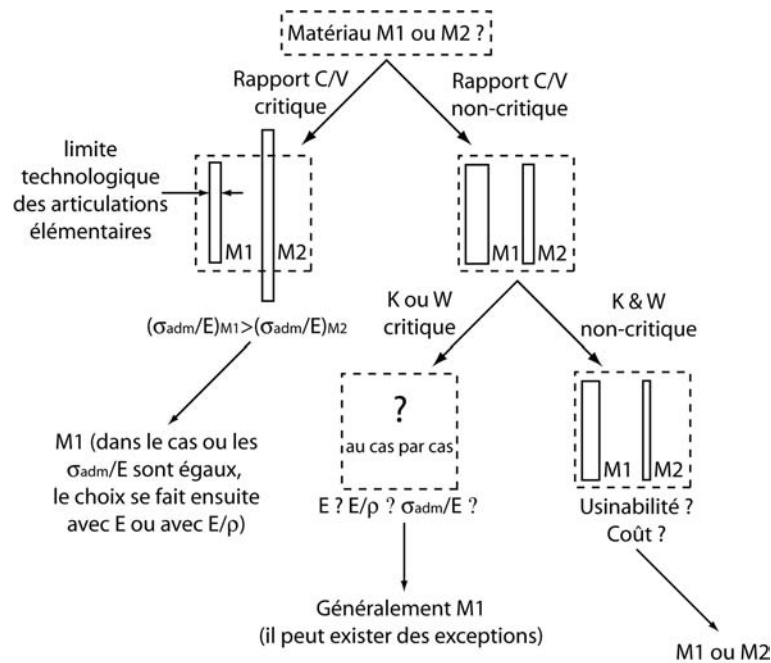 Matériau M1 ou M2 ?
Rapport C/V
critique
Rapport C/V
non-critique
limite
technologique
des articulations
élémentaires
M1
M2
M1
M2
(σadm/E)M1>(σadm/E)M2
K ou W
critique
K & W
non-critique
M1 (dans le cas ou les
σadm/E sont égaux,
le choix se fait ensuite
avec E ou avec E/ρ)
?
au cas par cas
E ? E/ρ ? σadm/E ?
M1
M2
Usinabilité ?
Coût ?
Généralement M1
(il peut exister des exceptions)
M1 ou M2